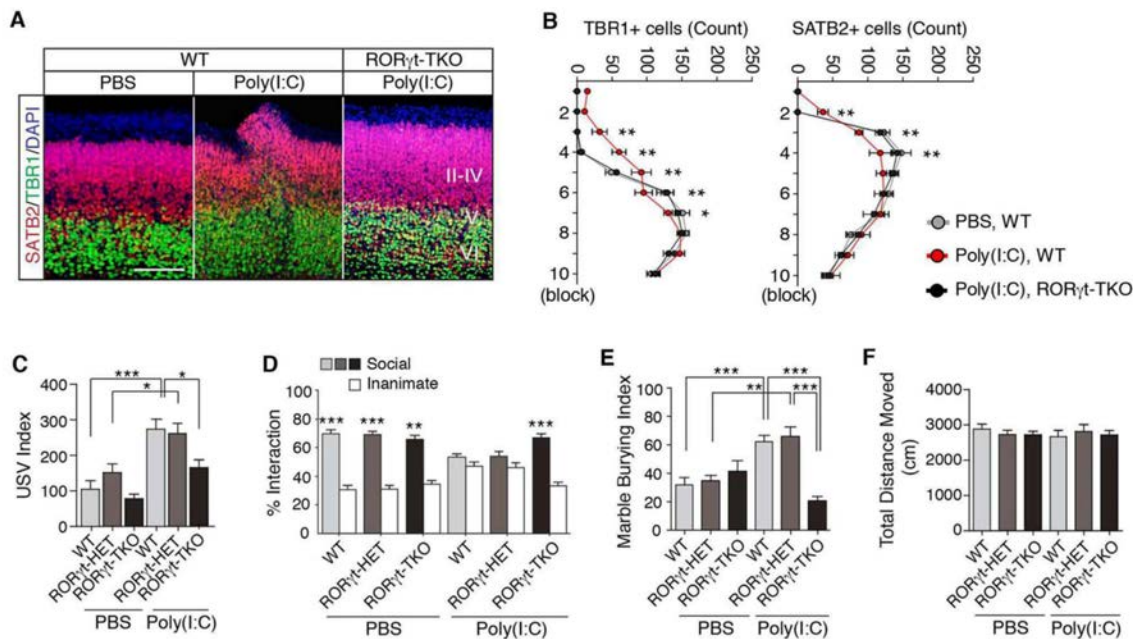 A
WT
RORγt-TKO
PBS
Poly(I:C)
Poly(I:C)
SATB2/TBR1/DAPI
II-IV
V
VI
B
TBR1+ cells (Count)
SATB2+ cells (Count)
0 50 100 150 200 250
0 50 100 150 200 250
2
4
6
8
10
(block)
**
**
**
**
*
2
4
6
8
10
(block)
**
**
**
PBS, WT
Poly(I:C), WT
Poly(I:C), RORγt-TKO
C
USV Index
400
300
200
100
0
*** *
*
WT
RORγt-HET
RORγt-TKO
WT
RORγt-HET
RORγt-TKO
PBS
Poly(I:C)
D
Social
Inanimate
% Interaction
100
80
60
40
20
0
*** *** ** ***
WT
RORγt-HET
RORγt-TKO
WT
RORγt-HET
RORγt-TKO
PBS
Poly(I:C)
E
Marble Burying Index
100
80
60
40
20
0
*** ***
** ***
WT
RORγt-HET
RORγt-TKO
WT
RORγt-HET
RORγt-TKO
PBS
Poly(I:C)
F
Total Distance Moved
(cm)
4000
3000
2000
1000
0
WT
RORγt-HET
RORγt-TKO
WT
RORγt-HET
RORγt-TKO
PBS
Poly(I:C)